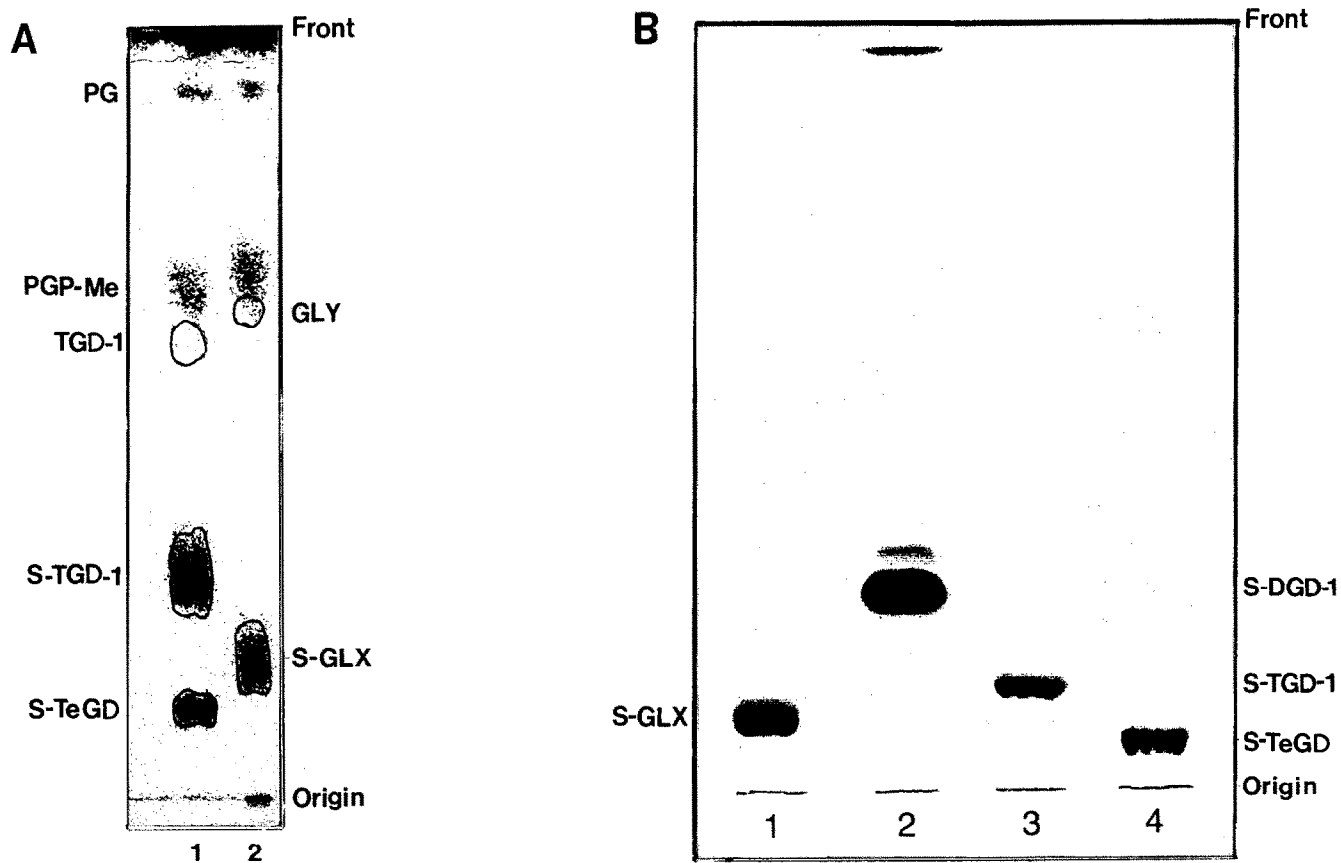 A
Front
PG
PGP-Me
GLY
TGD-1
S-TGD-1
S-GLX
S-TeGD
Origin
1 2
B
Front
S-DGD-1
S-TGD-1
S-GLX
S-TeGD
Origin
1 2 3 4